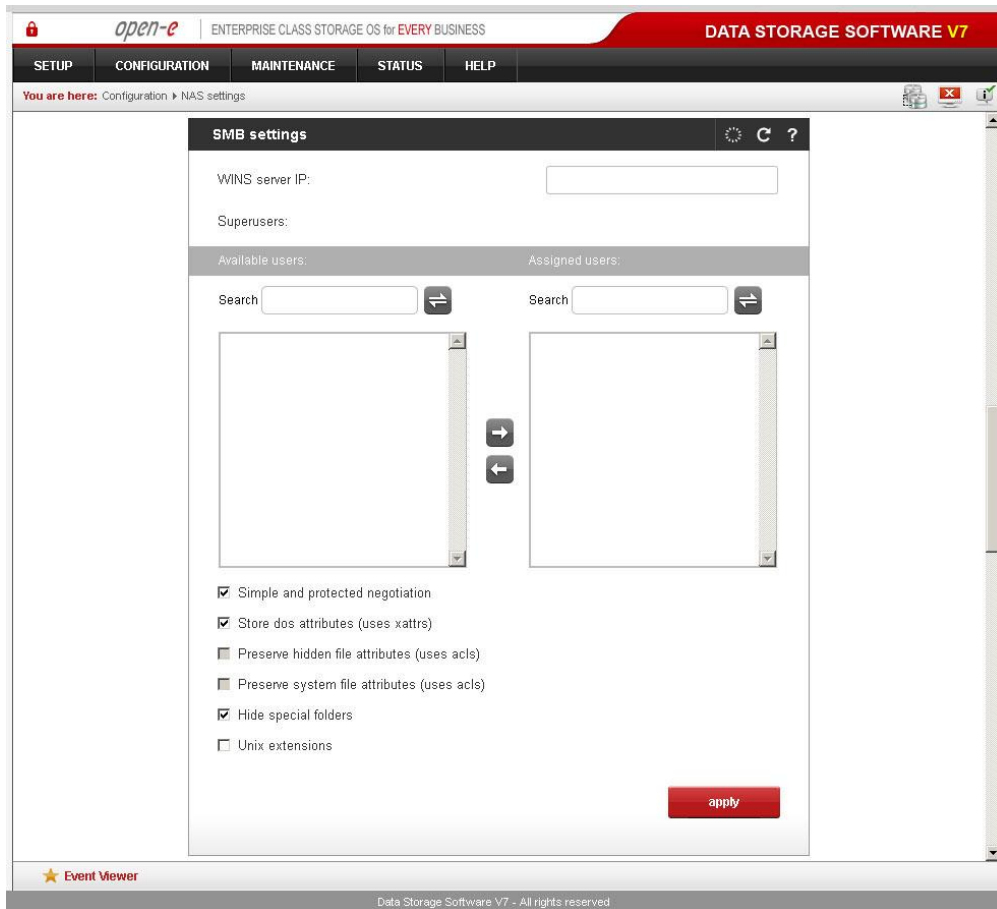 open-e ENTERPRISE CLASS STORAGE OS for EVERY BUSINESS DATA STORAGE SOFTWARE V7
SETUP CONFIGURATION MAINTENANCE STATUS HELP
You are here: Configuration NAS settings
SMB settings ?
WINS server IP:
Superusers:
Available users: Assigned users:
Search Search
Simple and protected negotiation
Store dos attributes (uses xattrs)
Preserve hidden file attributes (uses acls)
Preserve system file attributes (uses acls)
Hide special folders
Unix extensions
apply
Event Viewer
Data Storage Software V7 - All rights reserved